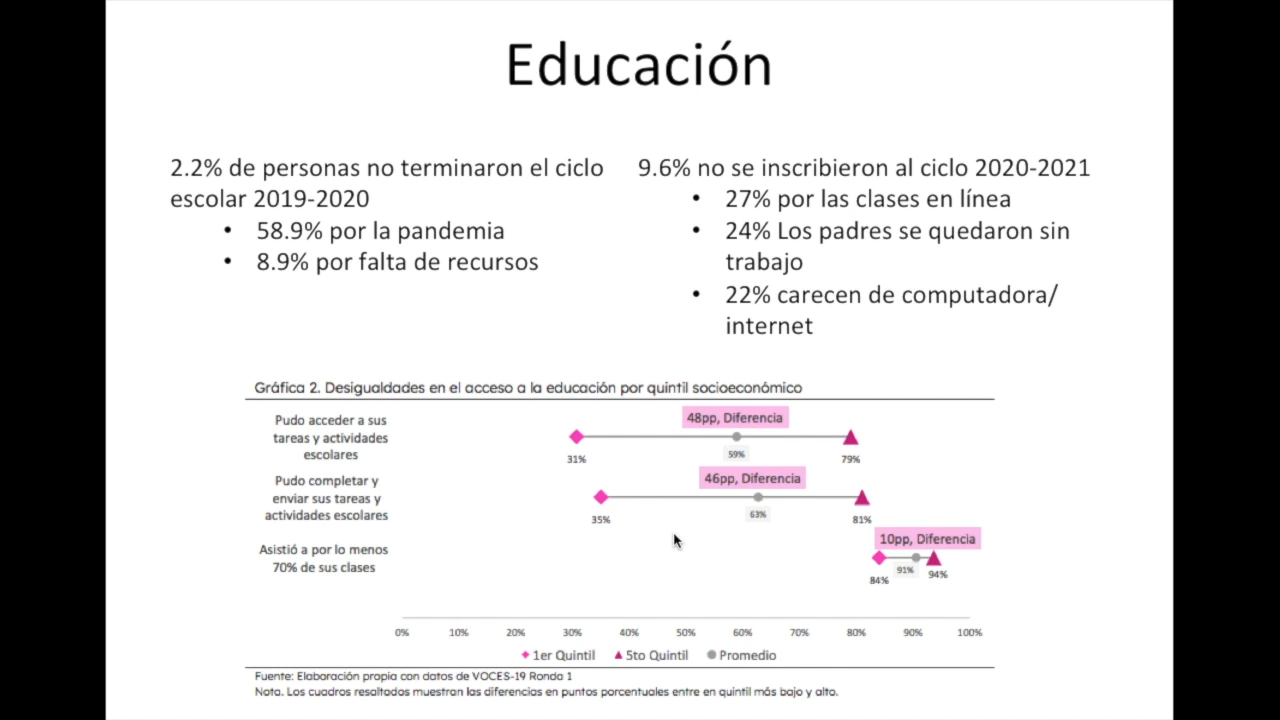 Educación
2.2% de personas no terminaron el ciclo
escolar 2019-2020
• 58.9% por la pandemia
• 8.9% por falta de recursos
9.6% no se inscribieron al ciclo 2020-2021
• 27% por las clases en línea
• 24% Los padres se quedaron sin
trabajo
• 22% carecen de computadora/
internet
Gráfica 2. Desigualdades en el acceso a la educación por quintil socioeconómico
Pudo acceder a sus
tareas y actividades
escolares
48pp, Diferencia
31%
59%
79%
Pudo completar y
enviar sus tareas y
actividades escolares
46pp, Diferencia
35%
63%
81%
Asistió a por lo menos
70% de sus clases
10pp, Diferencia
84%
91%
94%
0% 10% 20% 30% 40% 50% 60% 70% 80% 90% 100%
1er Quintil 5to Quintil Promedio
Fuente: Elaboración propia con datos de VOCES-19 Ronda 1
Nota. Los cuadros resaltados muestran las diferencias en puntos porcentuales entre en quintil más bajo y alto.